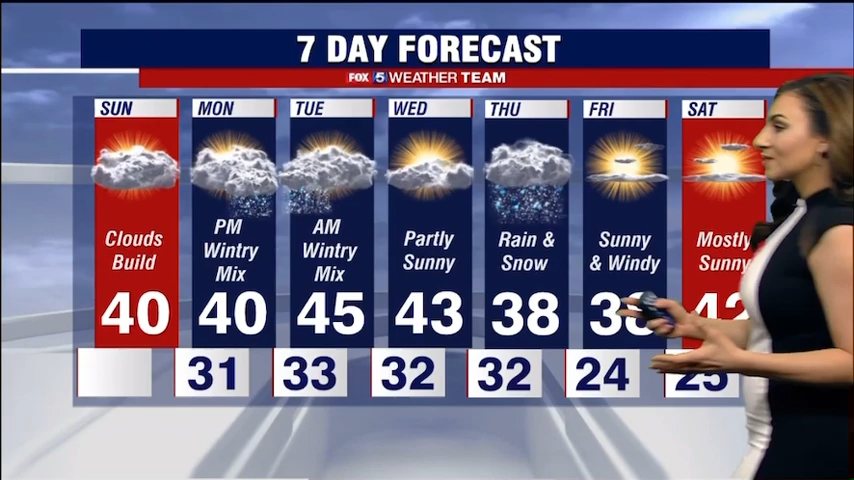 7 DAY FORECAST
FOX 5 WEATHER TEAM
SUN MON TUE WED THU FRI SAT
Clouds
Build
PM
Wintry
Mix
AM
Wintry
Mix
Partly
Sunny
Rain &
Snow
Sunny
& Windy
Mostly
Sunny
40 40 45 43 38 42
31 33 32 32 24 25